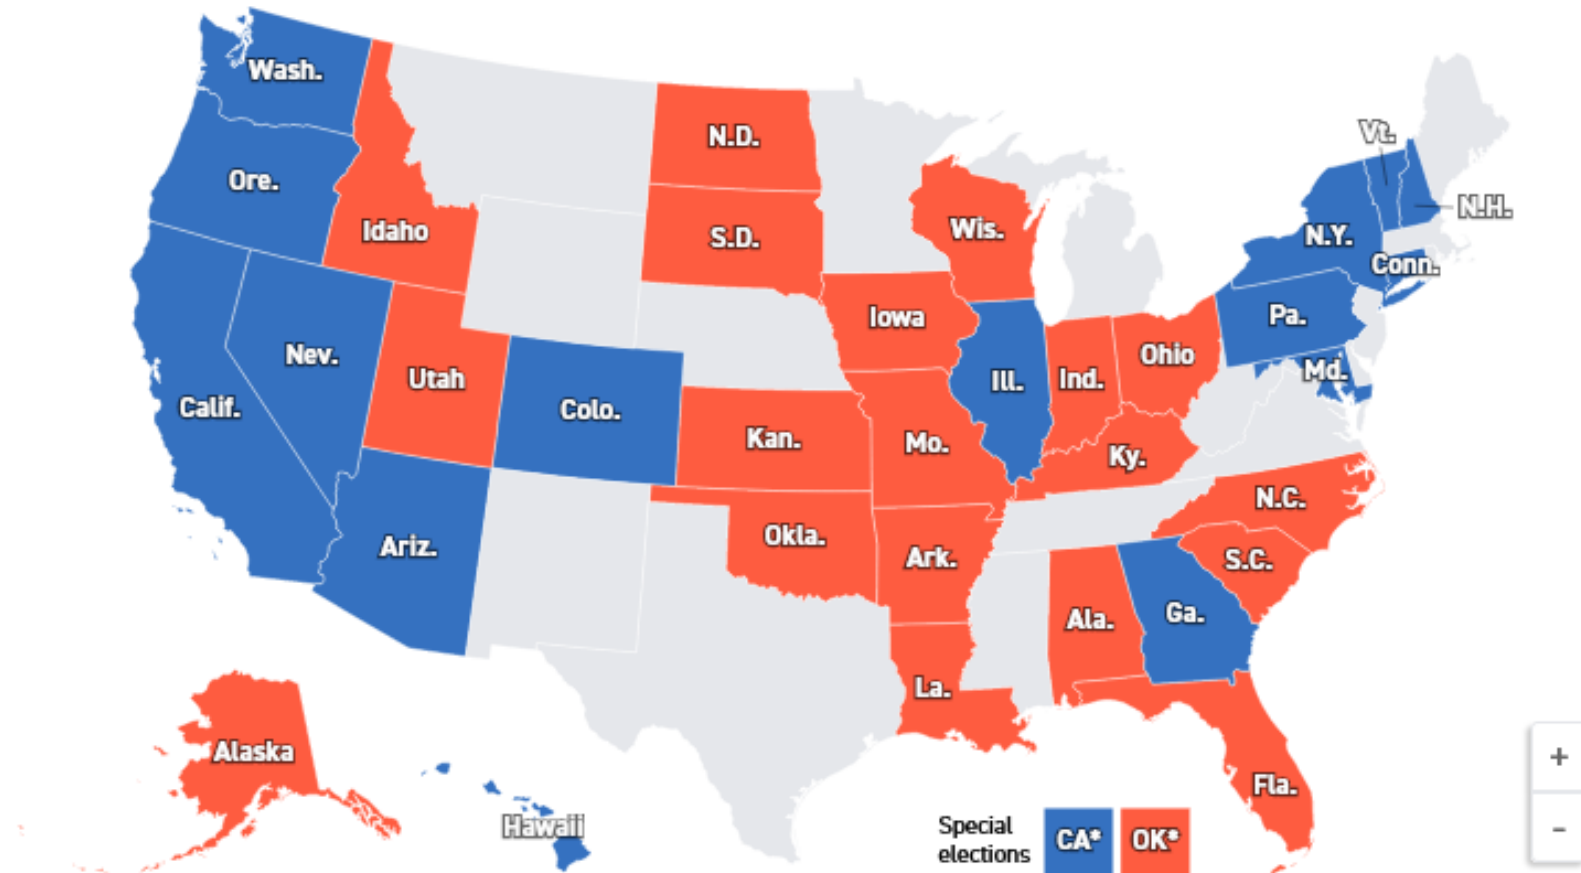 Wash.
Vt.
N.D.
Ore.
N.H.
Idaho
Wis.
S.D.
N.Y.
Conn.
Iowa
Pa.
Nev.
Utah
Ohio
Md.
Ill.
Ind.
Calif.
Colo.
Kan.
Mo.
Ky.
N.C.
Okla.
Ariz.
Ark.
S.C.
Ala.
Ga.
La.
Alaska
Fla.
Hawaii
Special
elections
CA*
OK*
+
-